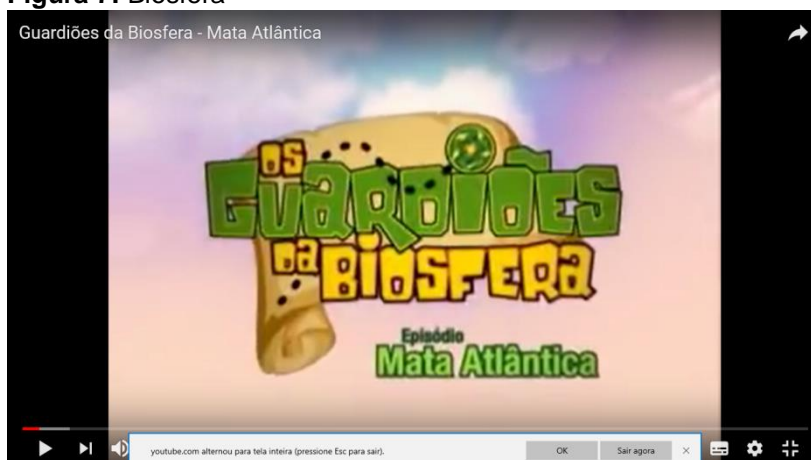 Figura 7: Biosfera
Guardiões da Biosfera - Mata Atlântica
OS
GUARDIÕES
DA BIOSFERA
Episódio
Mata Atlântica
youtube.com alternou para tela inteira (pressione Esc para sair).
OK
Sair agora